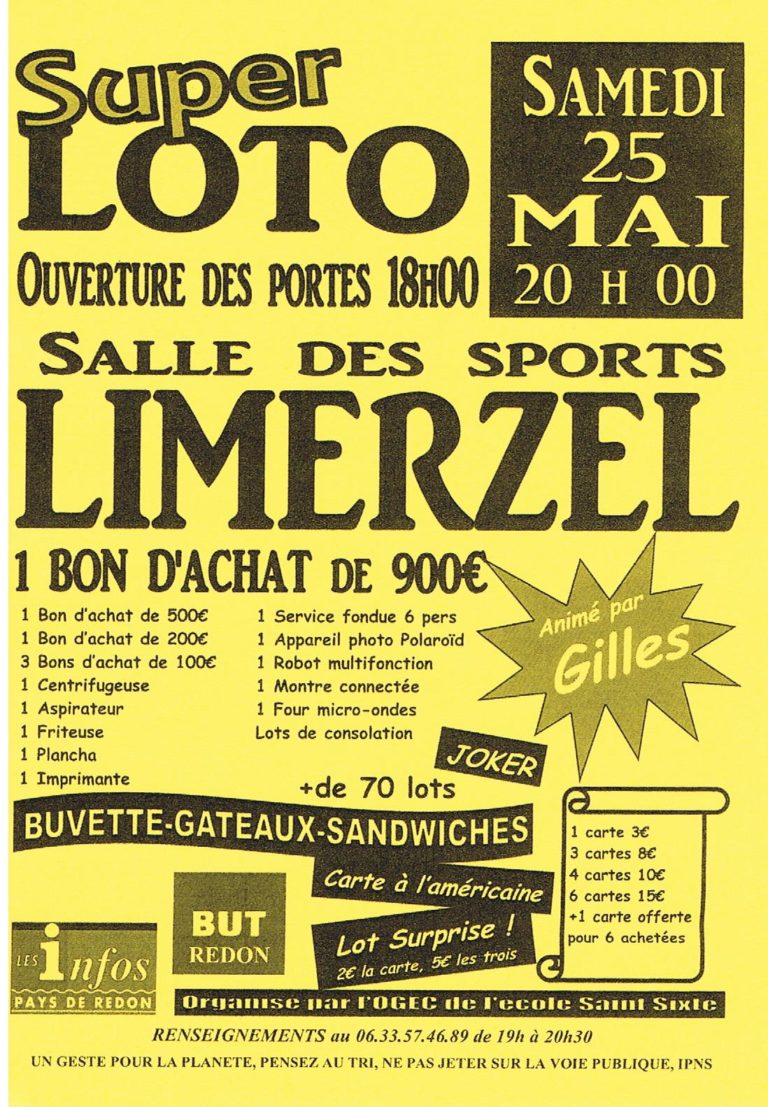 Super
LOTO
OUVERTURE DES PORTES 18H00
SAMEDI
25
MAI
20 H 00
SALLE DES SPORTS
LIMERZEL
1 BON D'ACHAT DE 900€
1 Bon d'achat de 500€
1 Bon d'achat de 200€
3 Bons d'achat de 100€
1 Centrifugeuse
1 Aspirateur
1 Friteuse
1 Plancha
1 Imprimante
1 Service fondue 6 pers
1 Appareil photo Polaroïd
1 Robot multifonction
1 Montre connectée
1 Four micro-ondes
Lots de consolation
Animé par
Gilles
JOKER
+de 70 lots
BUVETTE-GATEAUX-SANDWICHES
1 carte 3€
3 cartes 8€
4 cartes 10€
6 cartes 15€
+1 carte offerte
pour 6 achetées
Carte à l'américaine
Lot Surprise !
2€ la carte, 5€ les trois
BUT
REDON
LES infos
PAYS DE REDON
Organisé par l'OGEC de l'école Saint Sixte
RENSEIGNEMENTS au 06.33.57.46.89 de 19h à 20h30
UN GESTE POUR LA PLANETE, PENSEZ AU TRI, NE PAS JETER SUR LA VOIE PUBLIQUE, IPNS